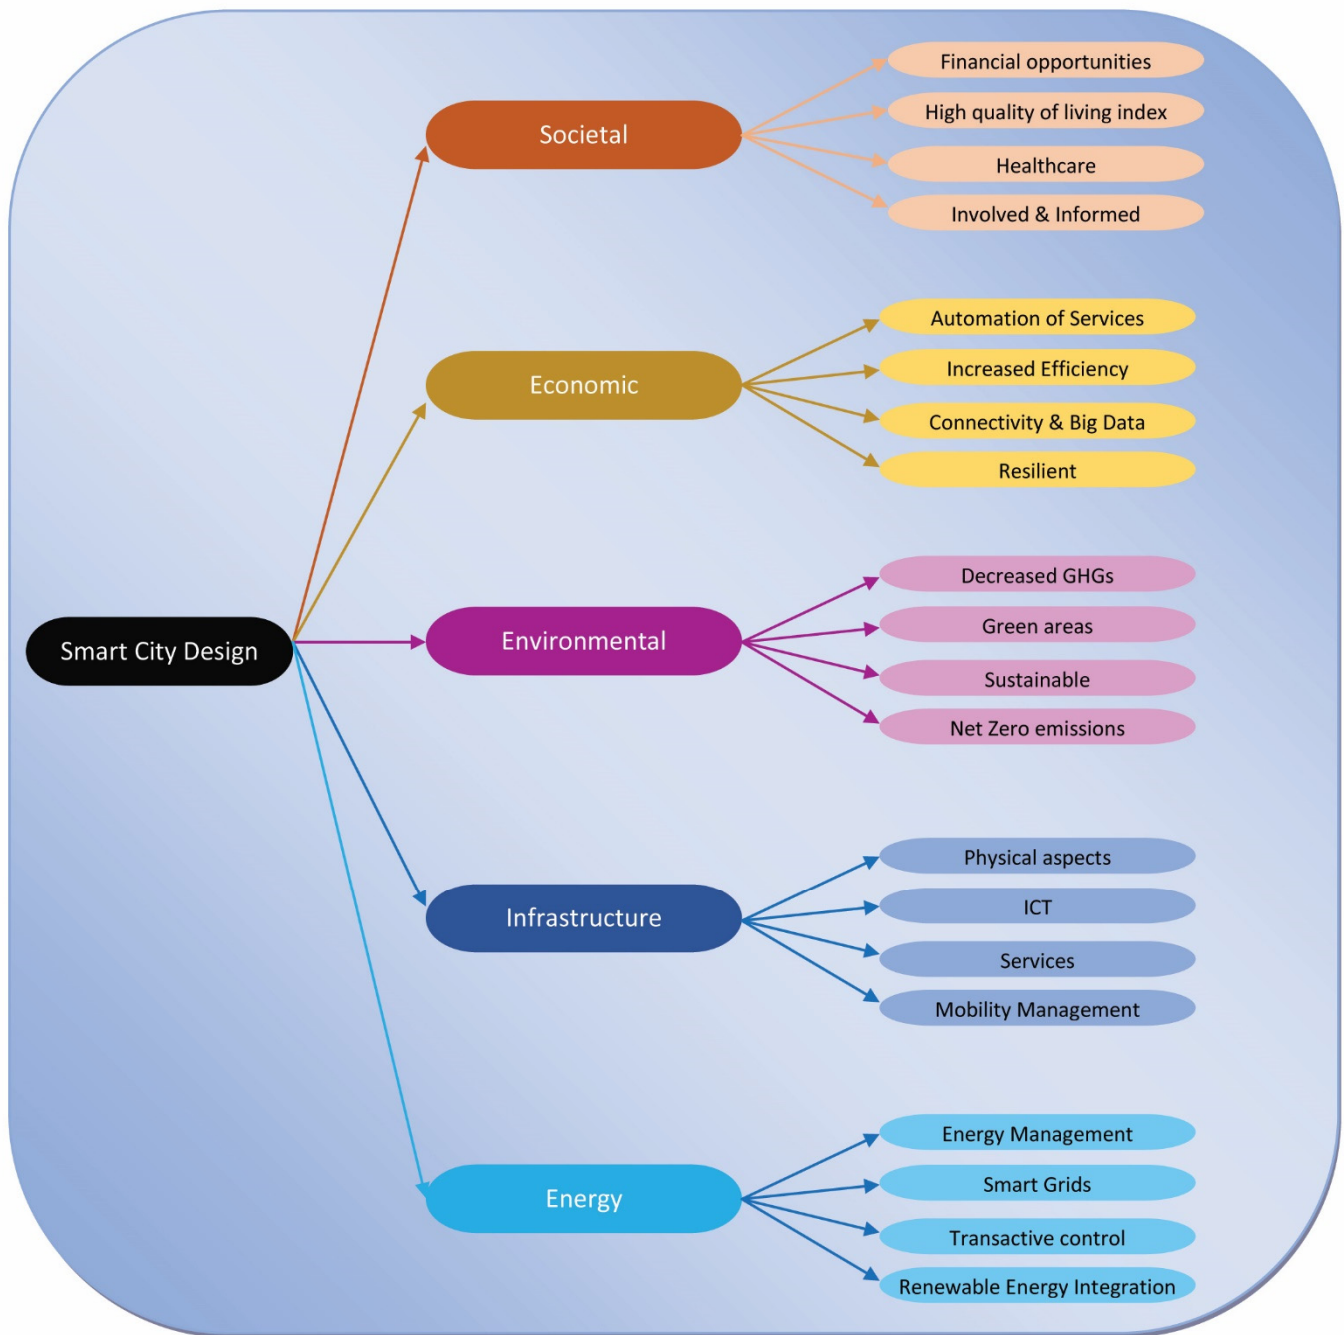 Smart City Design
Societal
Financial opportunities
High quality of living index
Healthcare
Involved & Informed
Economic
Automation of Services
Increased Efficiency
Connectivity & Big Data
Resilient
Environmental
Decreased GHGs
Green areas
Sustainable
Net Zero emissions
Infrastructure
Physical aspects
ICT
Services
Mobility Management
Energy
Energy Management
Smart Grids
Transactive control
Renewable Energy Integration